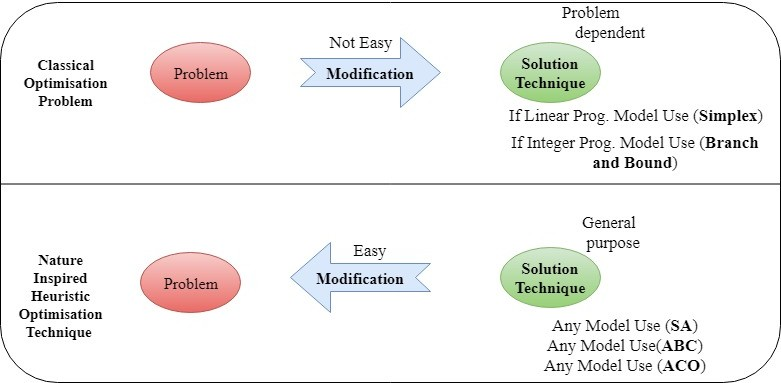 Classical
Optimisation
Problem
Problem
Not Easy
Modification
Problem
dependent
Solution
Technique
If Linear Prog. Model Use (Simplex)
If Integer Prog. Model Use (Branch
and Bound)
Nature
Inspired
Heuristic
Optimisation
Technique
Problem
Easy
Modification
General
purpose
Solution
Technique
Any Model Use (SA)
Any Model Use(ABC)
Any Model Use (ACO)